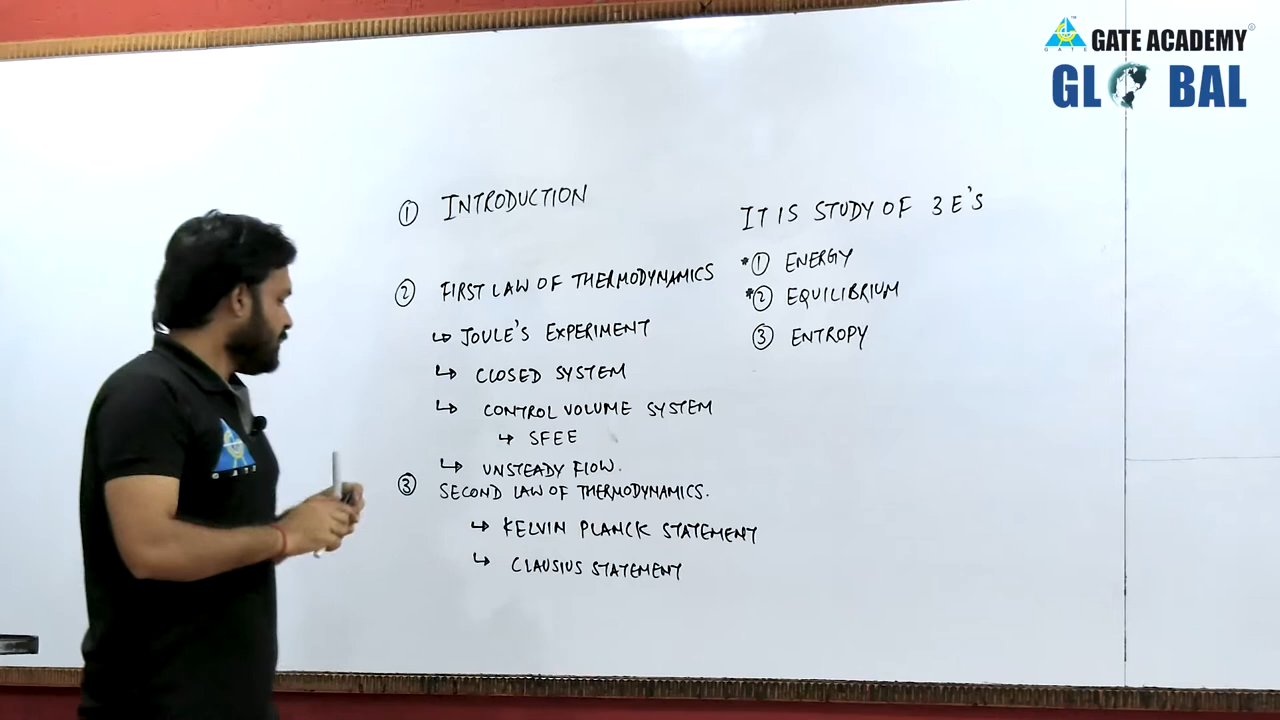 GATE ACADEMY
GLOBAL
① INTRODUCTION
② FIRST LAW OF THERMODYNAMICS
↳ JOULE'S EXPERIMENT
↳ CLOSED SYSTEM
↳ CONTROL VOLUME SYSTEM
↳ SFEE
↳ UNSTEADY FLOW.
③ SECOND LAW OF THERMODYNAMICS.
↳ KELVIN PLANCK STATEMENT
↳ CLAUSIUS STATEMENT
IT IS STUDY OF 3 E'S
*① ENERGY
*② EQUILIBRIUM
③ ENTROPY
GATE